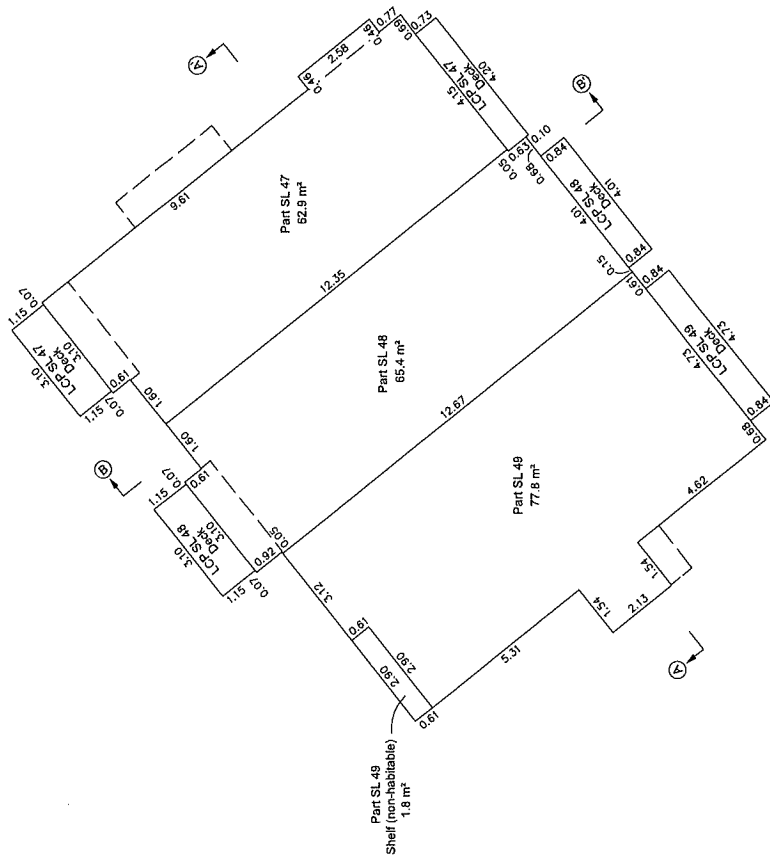 A'
0.77
0.46
2.58
0.46
0.69
0.73
LCP SL 47
Deck
4.15
4.20
B'
0.07
1.15
3.10
LCP SL 47
Deck
3.10
1.15
0.07
0.61
9.61
Part SL 47
62.9 m²
0.05
0.63
0.10
0.68
0.84
LCP SL 48
Deck
4.01
4.01
0.84
0.15
1.60
12.35
1.60
B
0.07
1.15
0.61
3.10
LCP SL 48
Deck
3.10
1.15
0.07
0.92
0.05
Part SL 48
65.4 m²
0.61
0.84
LCP SL 49
Deck
4.73
4.73
0.84
0.68
12.67
3.12
Part SL 49
77.8 m²
4.62
0.61
2.90
2.90
0.61
5.31
1.54
1.54
2.13
A
Part SL 49
Shelf (non-habitable)
1.8 m²